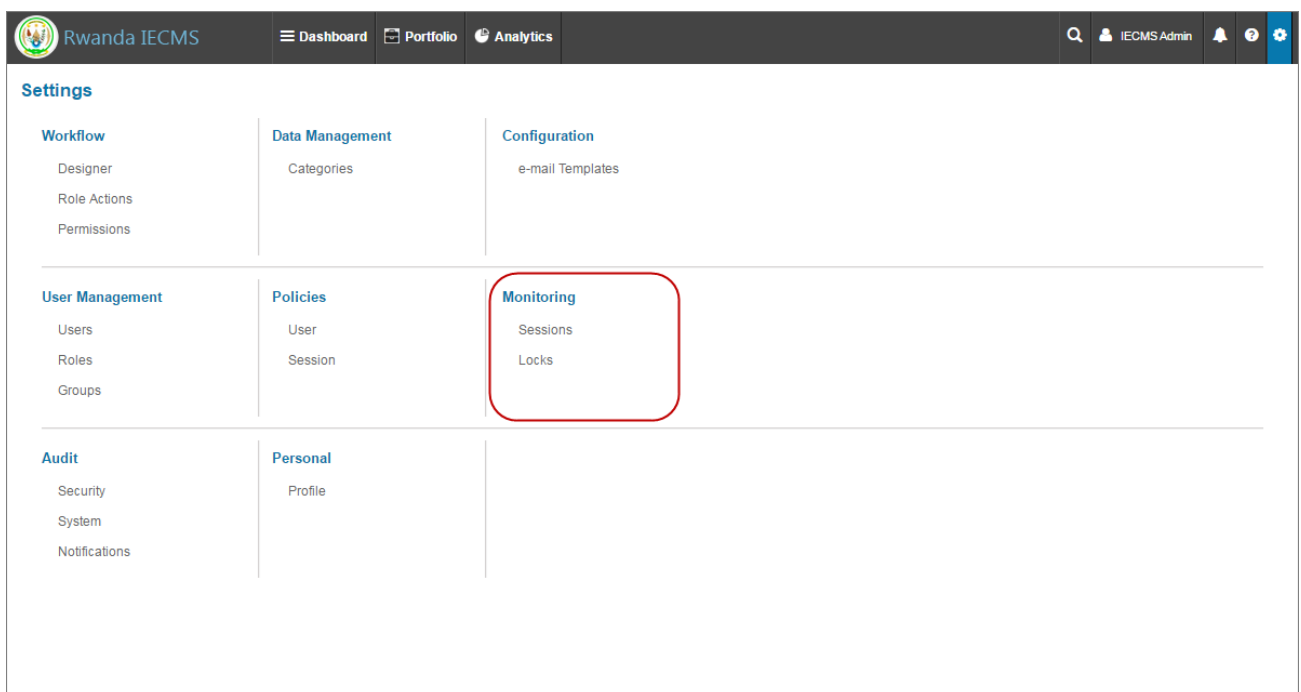 Rwanda IECMS
Dashboard
Portfolio
Analytics
IECMS Admin
Settings
Workflow
Designer
Role Actions
Permissions
Data Management
Categories
Configuration
e-mail Templates
User Management
Users
Roles
Groups
Policies
User
Session
Monitoring
Sessions
Locks
Audit
Security
System
Notifications
Personal
Profile